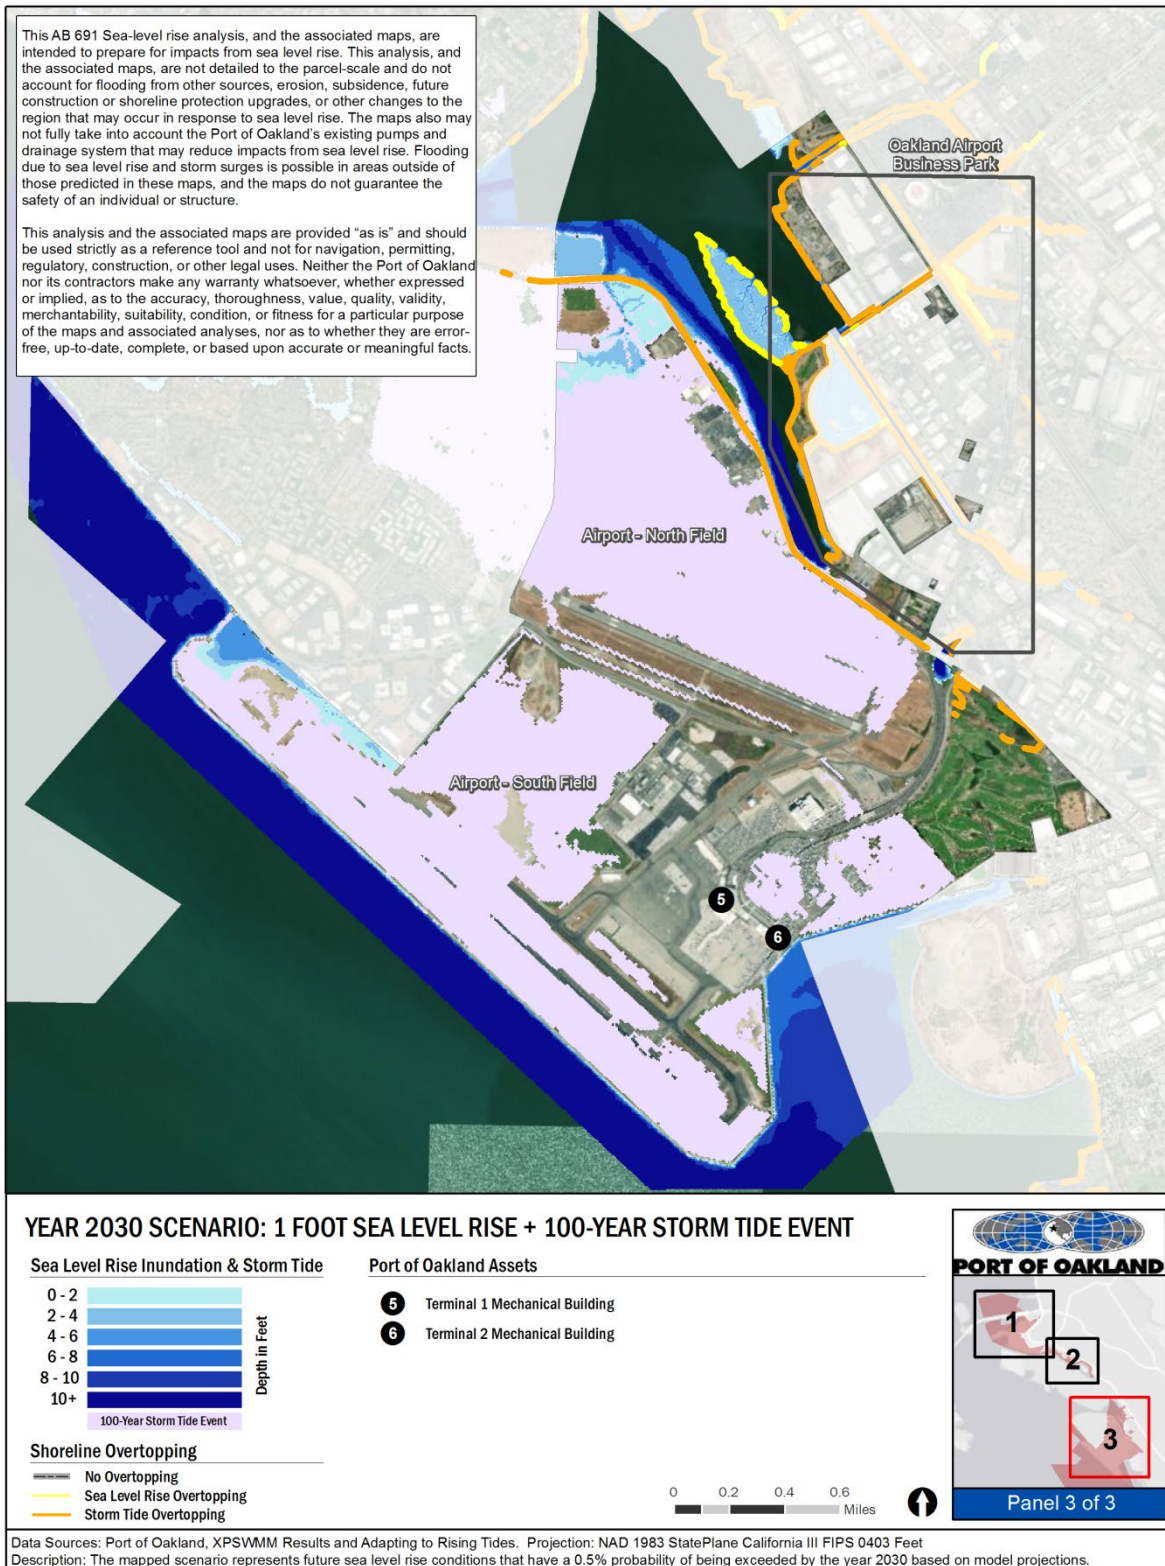 This AB 691 Sea-level rise analysis, and the associated maps, are
intended to prepare for impacts from sea level rise. This analysis, and
the associated maps, are not detailed to the parcel-scale and do not
account for flooding from other sources, erosion, subsidence, future
construction or shoreline protection upgrades, or other changes to the
region that may occur in response to sea level rise. The maps also may
not fully take into account the Port of Oakland's existing pumps and
drainage system that may reduce impacts from sea level rise. Flooding
due to sea level rise and storm surges is possible in areas outside of
those predicted in these maps, and the maps do not guarantee the
safety of an individual or structure.
This analysis and the associated maps are provided “as is” and should
be used strictly as a reference tool and not for navigation, permitting,
regulatory, construction, or other legal uses. Neither the Port of Oakland
nor its contractors make any warranty whatsoever, whether expressed
or implied, as to the accuracy, thoroughness, value, quality, validity,
merchantability, suitability, condition, or fitness for a particular purpose
of the maps and associated analyses, nor as to whether they are error-
free, up-to-date, complete, or based upon accurate or meaningful facts.
Oakland Airport
Business Park
Airport - North Field
Airport - South Field
5
6
YEAR 2030 SCENARIO: 1 FOOT SEA LEVEL RISE + 100-YEAR STORM TIDE EVENT
Sea Level Rise Inundation & Storm Tide
0 - 2
2 - 4
4 - 6
6 - 8
8 - 10
10+
Depth in Feet
100-Year Storm Tide Event
Shoreline Overtopping
No Overtopping
Sea Level Rise Overtopping
Storm Tide Overtopping
Port of Oakland Assets
5 Terminal 1 Mechanical Building
6 Terminal 2 Mechanical Building
0 0.2 0.4 0.6
Miles
PORT OF OAKLAND
1
2
3
Panel 3 of 3
Data Sources: Port of Oakland, XPSWMM Results and Adapting to Rising Tides. Projection: NAD 1983 StatePlane California III FIPS 0403 Feet
Description: The mapped scenario represents future sea level rise conditions that have a 0.5% probability of being exceeded by the year 2030 based on model projections.